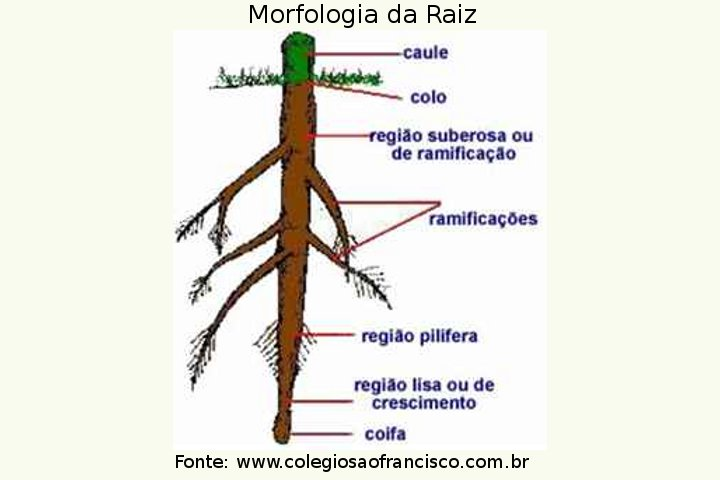 Morfologia da Raiz
caule
colo
região suberosa ou
de ramificação
ramificações
região pilifera
região lisa ou de
crescimento
coifa
Fonte: www.colegiosaofrancisco.com.br